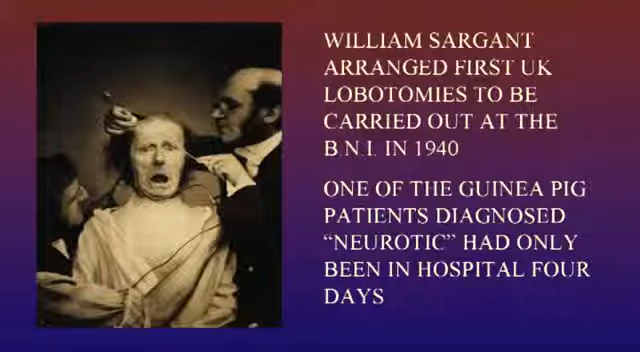 WILLIAM SARGANT
ARRANGED FIRST UK
LOBOTOMIES TO BE
CARRIED OUT AT THE
B.N.I. IN 1940
ONE OF THE GUINEA PIG
PATIENTS DIAGNOSED
“NEUROTIC” HAD ONLY
BEEN IN HOSPITAL FOUR
DAYS